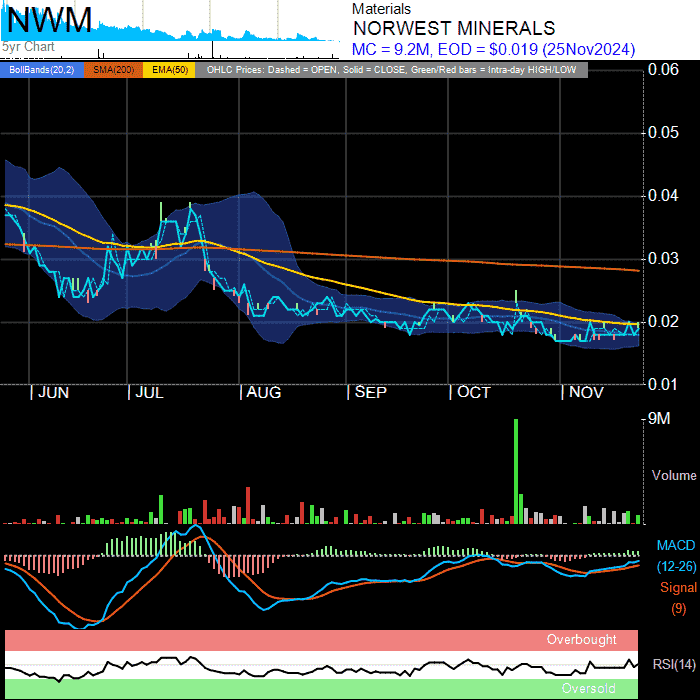 NWM
5yr Chart
Materials
NORWEST MINERALS
MC = 9.2M, EOD = $0.019 (25Nov2024)
BollBands(20,2) SMA(200) EMA(50) OHLC Prices: Dashed = OPEN, Solid = CLOSE, Green/Red bars = Intra-day HIGH/LOW
0.06
0.05
0.04
0.03
0.02
0.01
| JUN | JUL | AUG | SEP | OCT | NOV
9M
Volume
MACD
(12-26)
Signal
(9)
Overbought
RSI(14)
Oversold